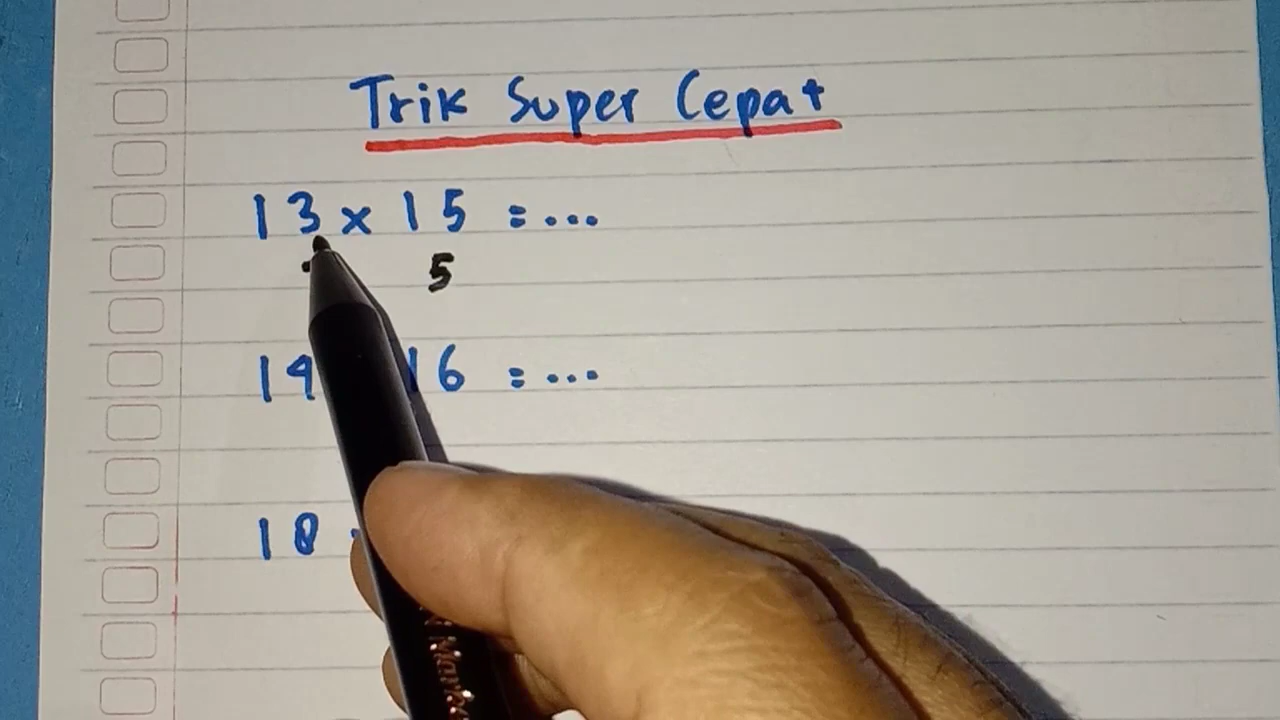 Trik Super Cepat
13 x 15 = ...
5
14 16 = ...
18